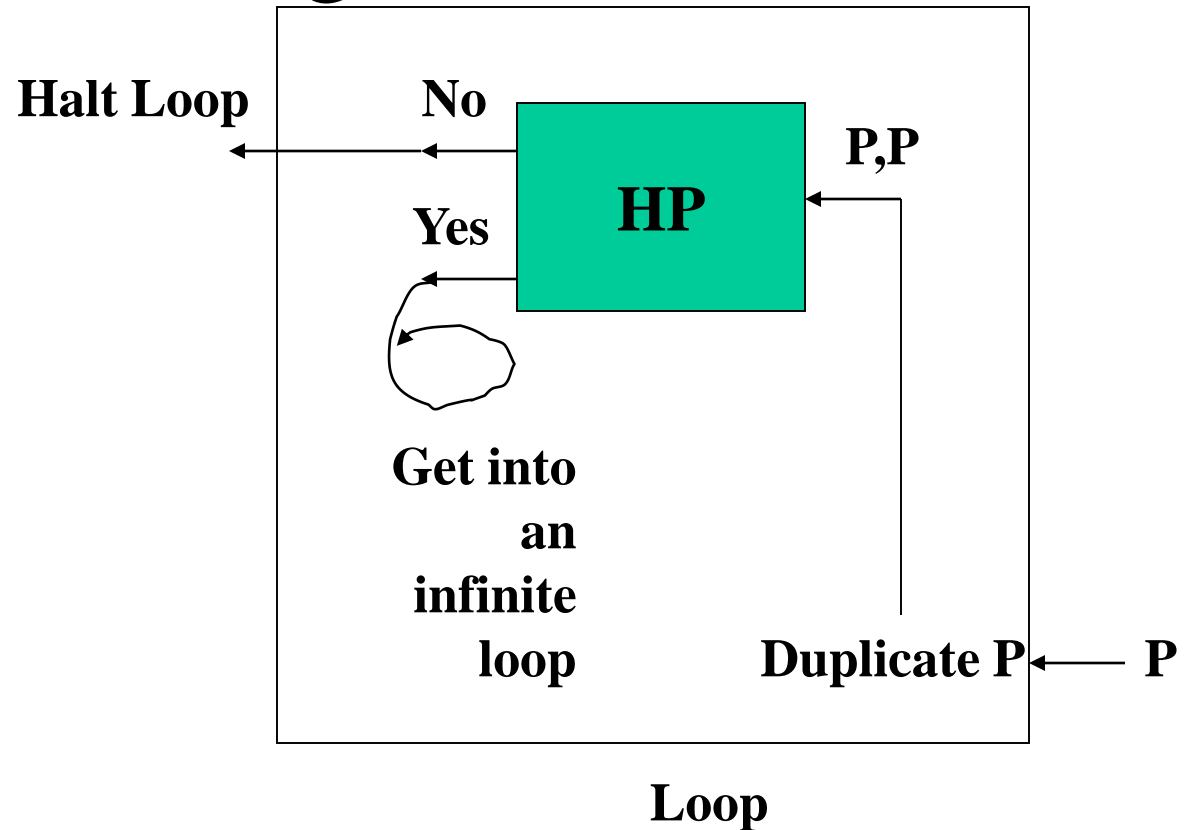 Halt Loop
No
P,P
HP
Yes
Get into
an
infinite
loop
Duplicate P
P
Loop